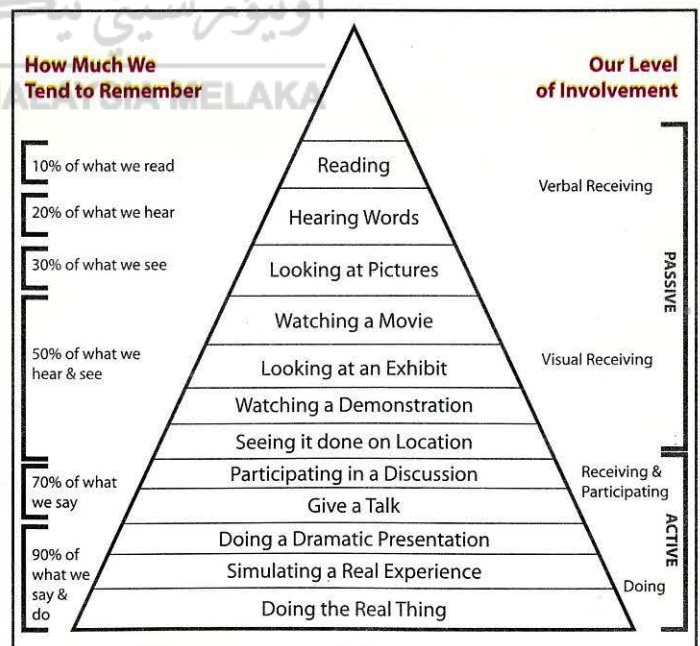 اونيۏرسيتي
MALAYSIA MELAKA
How Much We
Tend to Remember
Our Level
of Involvement
10% of what we read
20% of what we hear
30% of what we see
50% of what we
hear & see
70% of what
we say
90% of
what we
say &
do
Reading
Hearing Words
Looking at Pictures
Watching a Movie
Looking at an Exhibit
Watching a Demonstration
Seeing it done on Location
Participating in a Discussion
Give a Talk
Doing a Dramatic Presentation
Simulating a Real Experience
Doing the Real Thing
Verbal Receiving
Visual Receiving
Receiving &
Participating
Doing
PASSIVE
ACTIVE